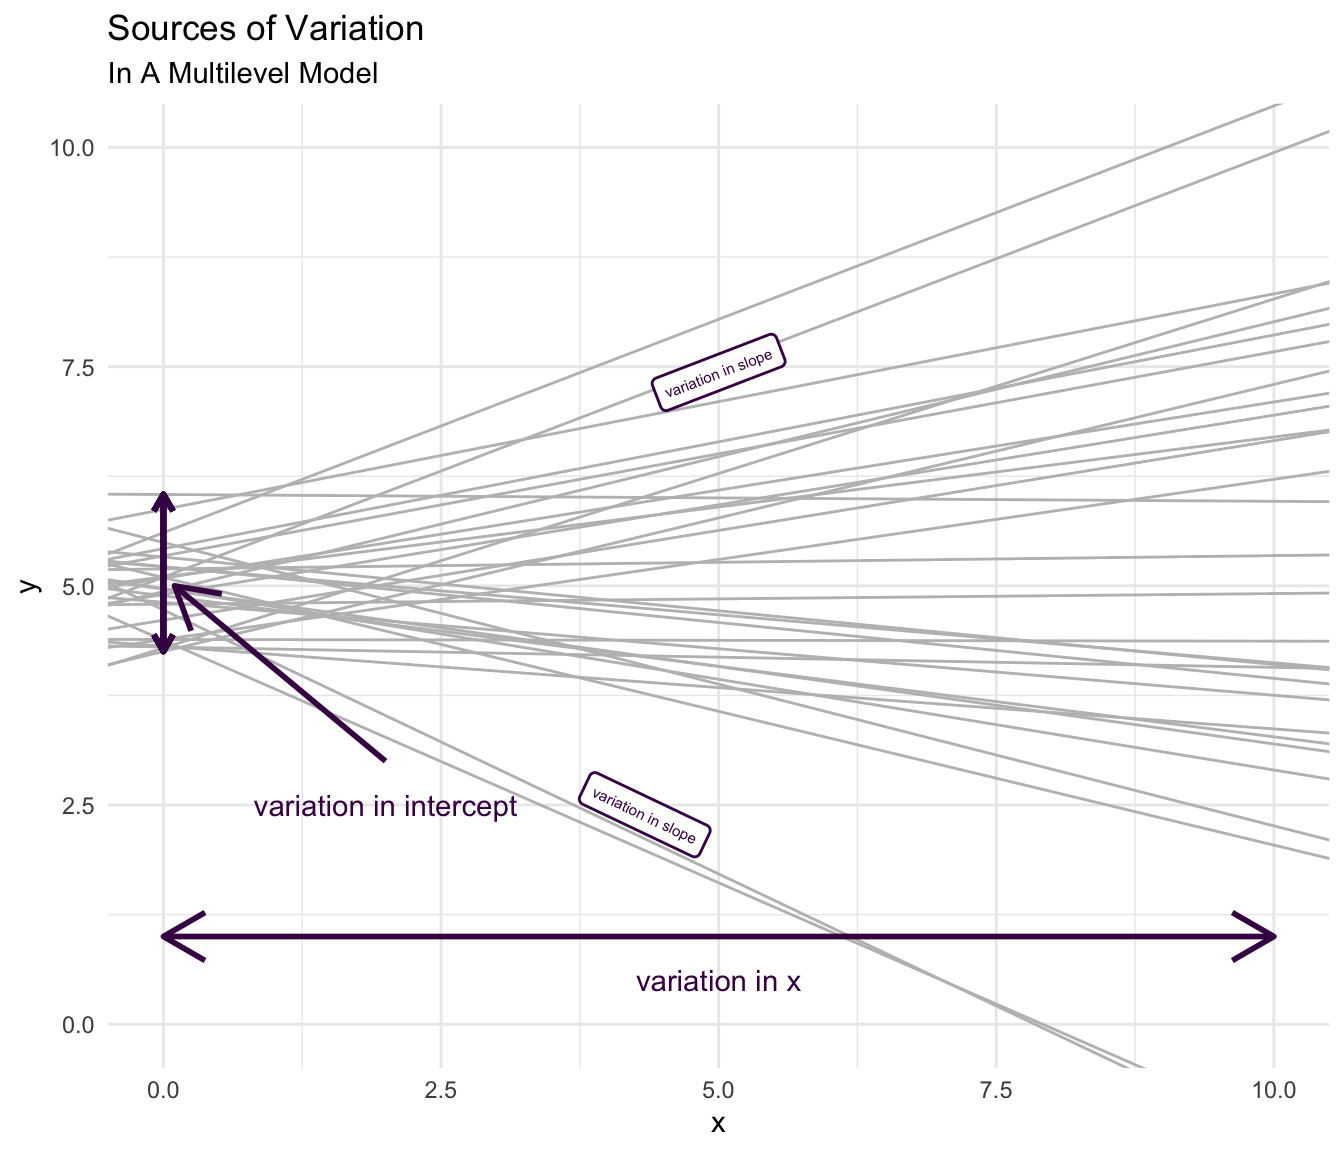 Sources of Variation
In A Multilevel Model
10.0
7.5
5.0
2.5
0.0
y
variation in slope
variation in intercept
variation in slope
variation in x
0.0 2.5 5.0 7.5 10.0
x